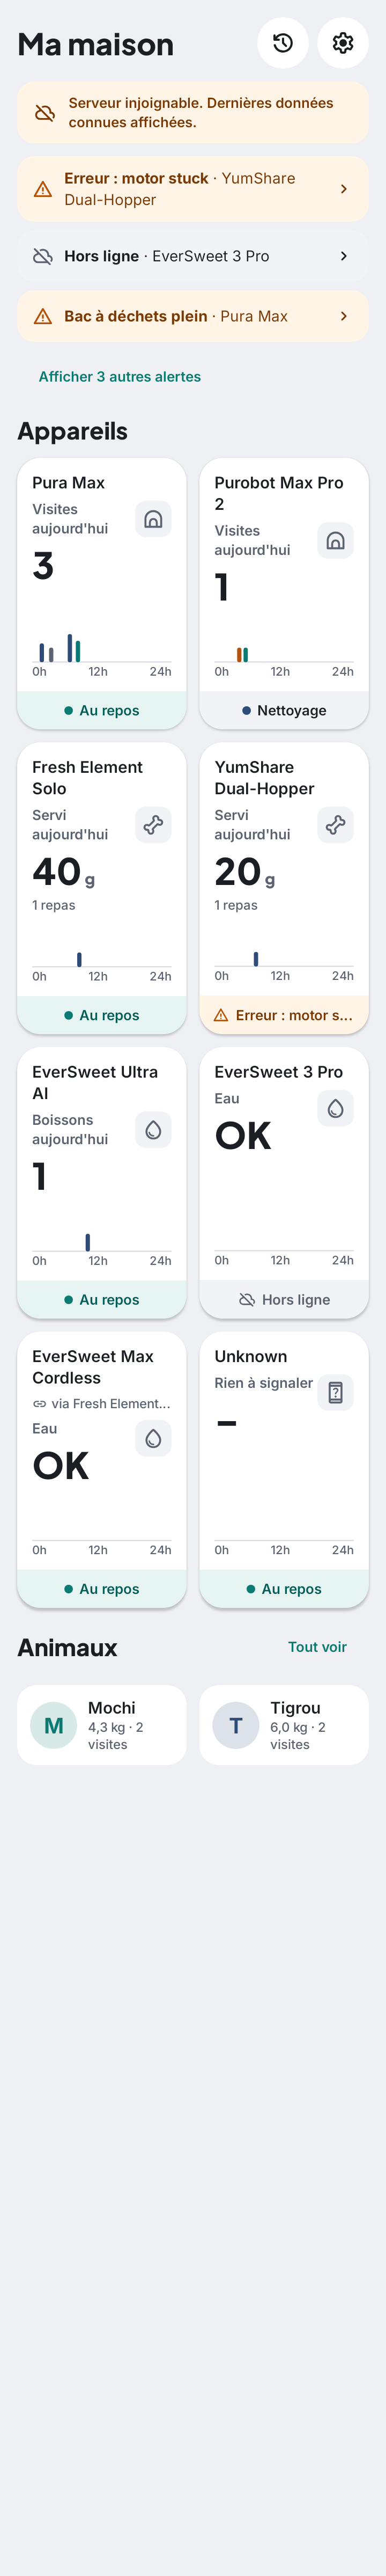 Ma maison
Serveur injoignable. Dernières données
connues affichées.
Erreur : motor stuck · YumShare
Dual-Hopper
Hors ligne · EverSweet 3 Pro
Bac à déchets plein · Pura Max
Afficher 3 autres alertes
Appareils
Pura Max
Visites
aujourd'hui
3
0h 12h 24h
Au repos
Purobot Max Pro
2
Visites
aujourd'hui
1
0h 12h 24h
Nettoyage
Fresh Element
Solo
Servi
aujourd'hui
40 g
1 repas
0h 12h 24h
Au repos
YumShare
Dual-Hopper
Servi
aujourd'hui
20 g
1 repas
0h 12h 24h
Erreur : motor s...
EverSweet Ultra
AI
Boissons
aujourd'hui
1
0h 12h 24h
Au repos
EverSweet 3 Pro
Eau
OK
0h 12h 24h
Hors ligne
EverSweet Max
Cordless
via Fresh Element...
Eau
OK
0h 12h 24h
Au repos
Unknown
Rien à signaler
–
0h 12h 24h
Au repos
Animaux
Tout voir
M
Mochi
4,3 kg · 2
visites
T
Tigrou
6,0 kg · 2
visites